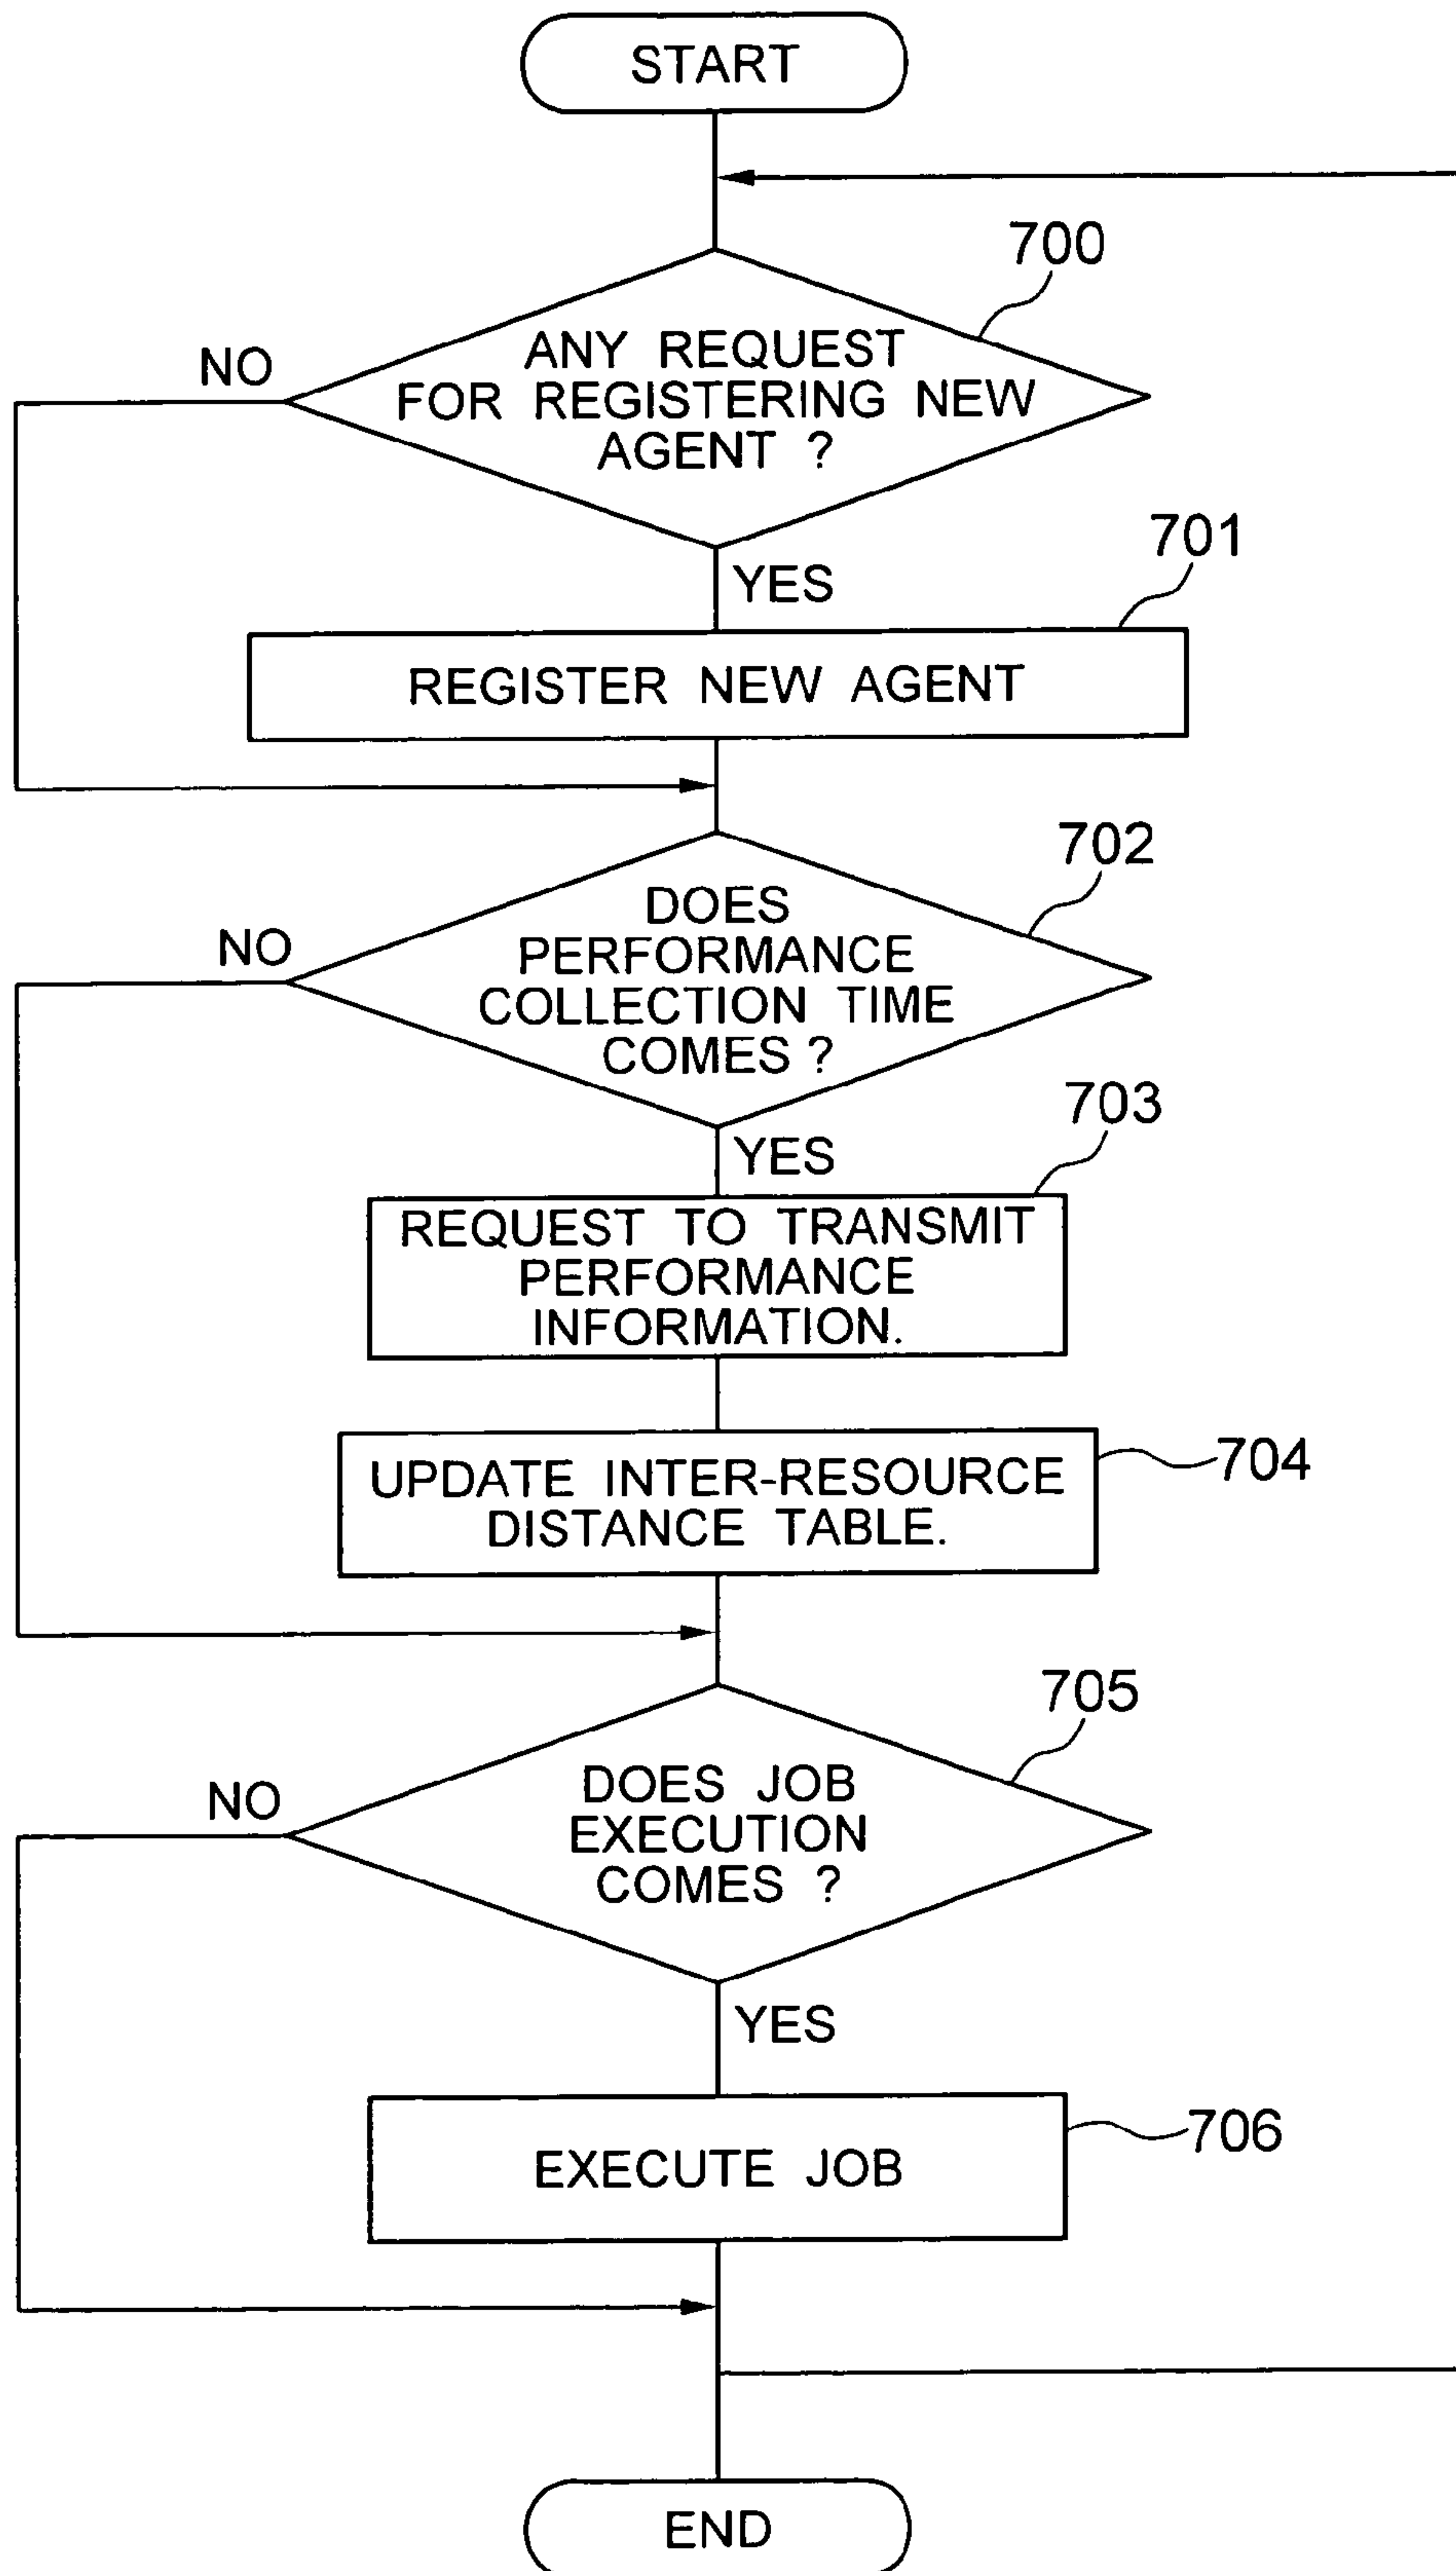 START
700
ANY REQUEST
NO
FOR REGISTERING NEW
AGENT ?
701
YES
REGISTER NEW AGENT
702
DOES
NO
PERFORMANCE
COLLECTION TIME
COMES ?
703
YES
REQUEST TO TRANSMIT
PERFORMANCE
INFORMATION.
UPDATE INTER-RESOURCE
704
DISTANCE TABLE.
705
DOES JOB
NO
EXECUTION
COMES ?
YES
706
EXECUTE JOB
END